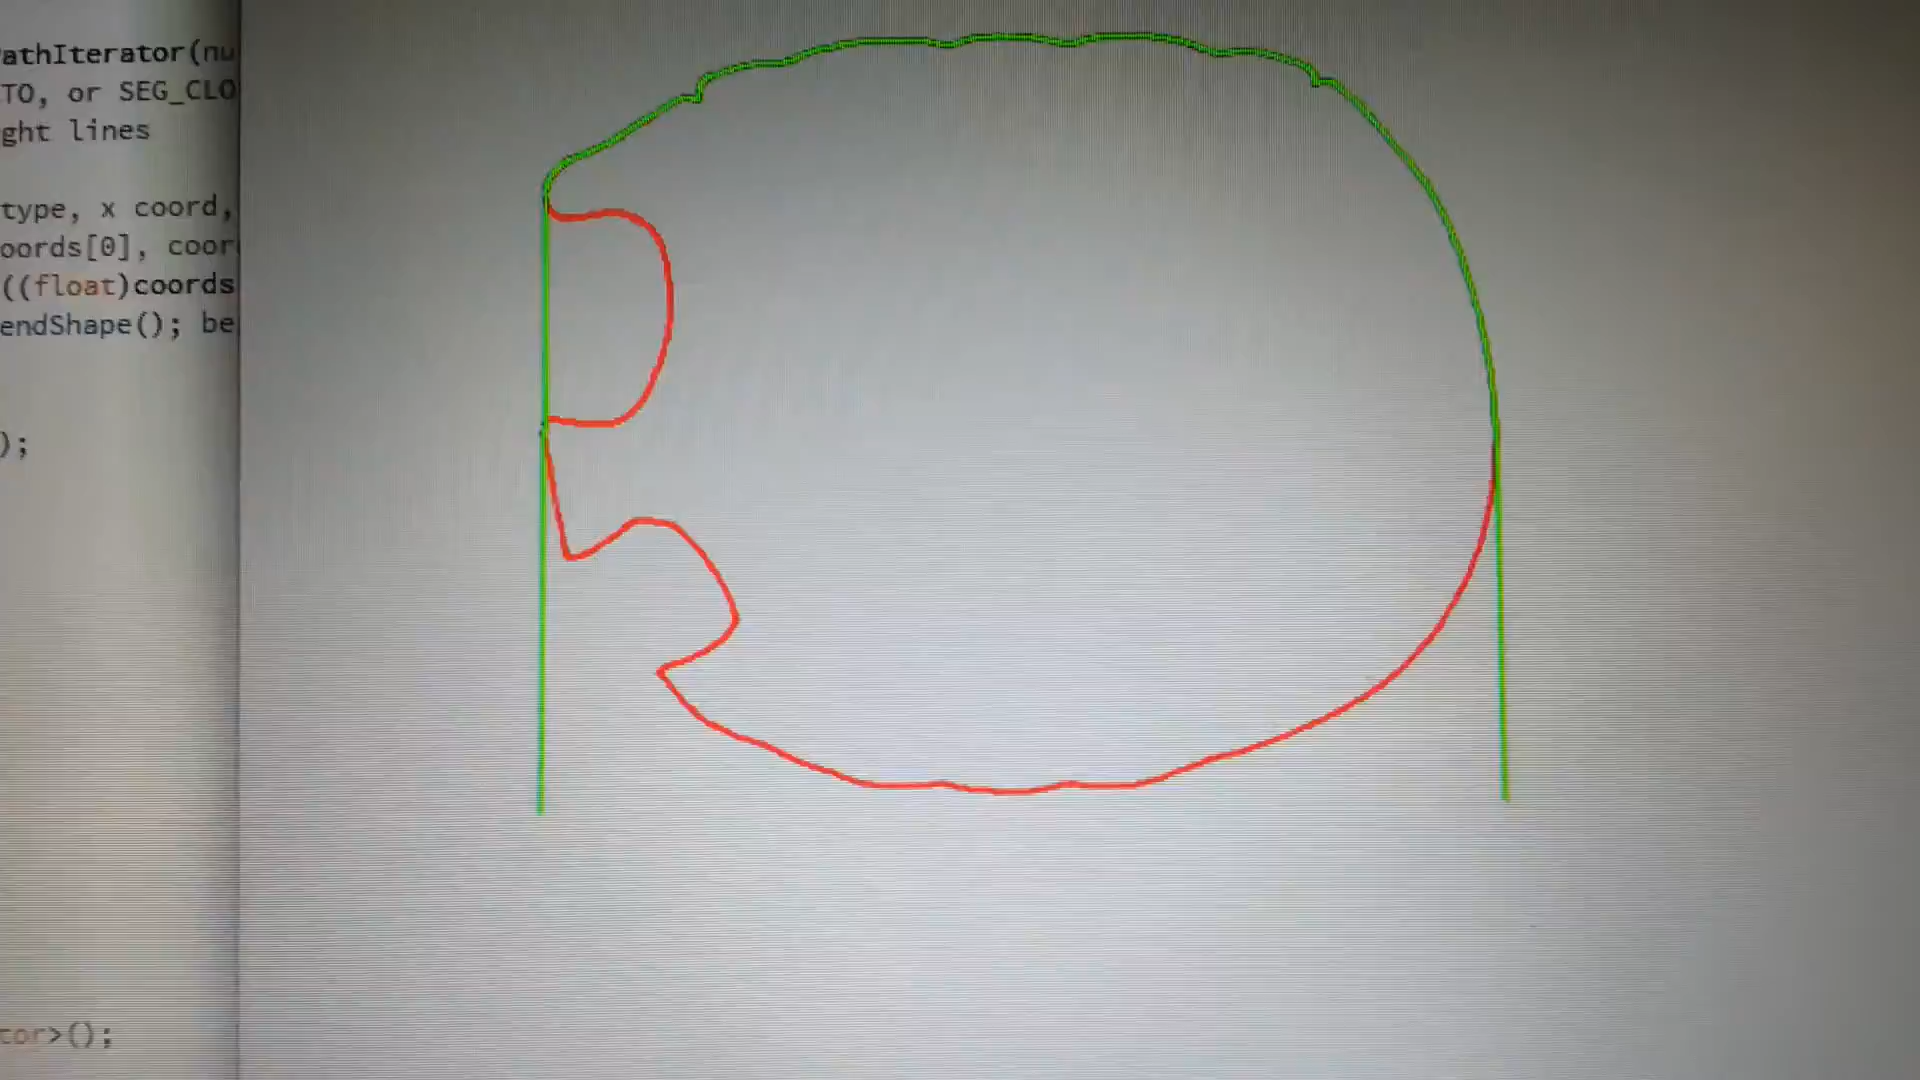 athIterator(nu
TO, or SEG_CLO
ght lines
type, x coord,
oords[0], coor
((float)coords
endShape(); be
);
tor>();